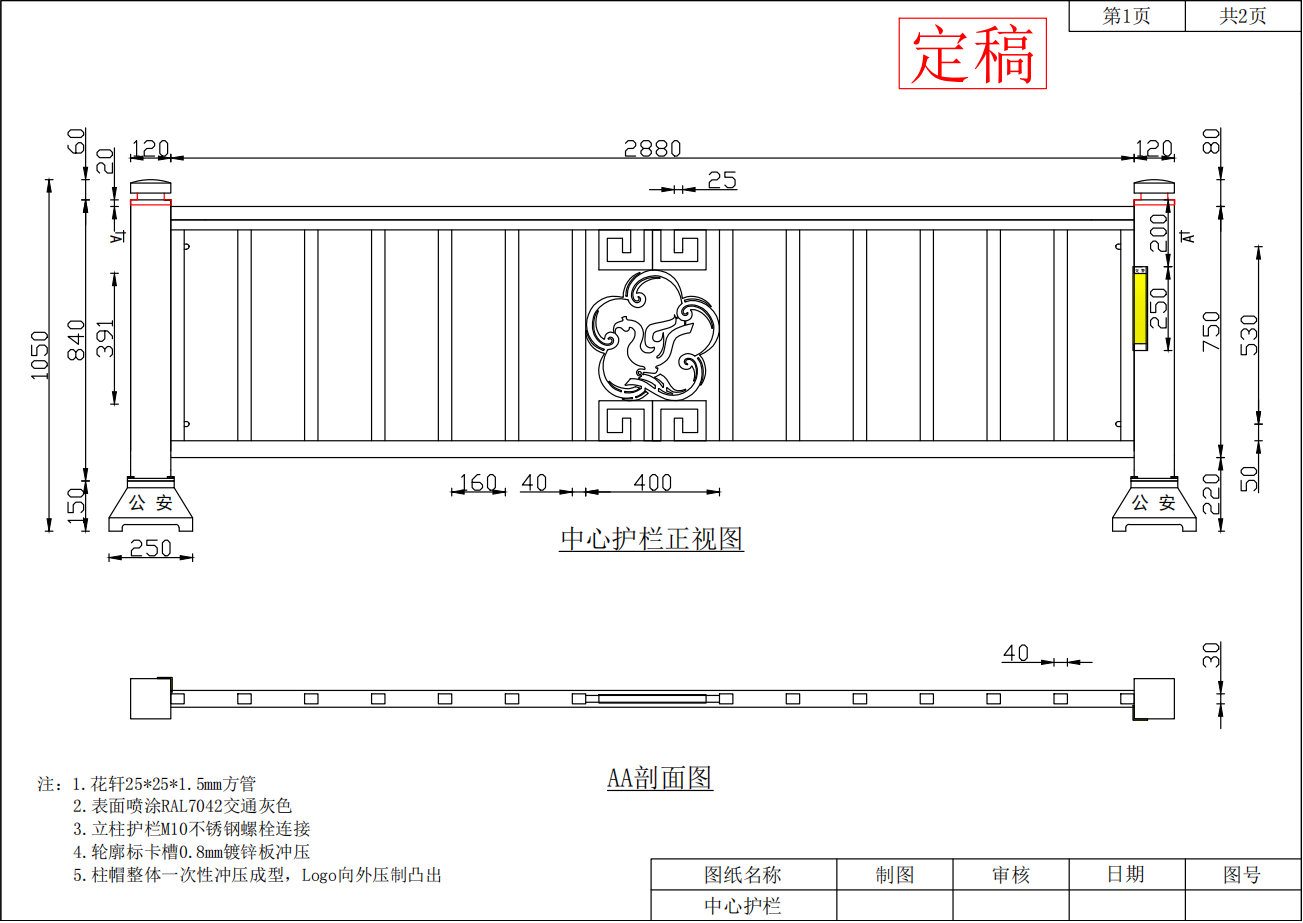 第1页 共2页
定稿
60 20 120 2880 120 80
25
A A
200
250
1050 840 391 750 530
150 160 40 400 220 50
公 安 公 安
250
中心护栏正视图
40 30
AA剖面图
注：1.花轩25*25*1.5mm方管
2.表面喷涂RAL7042交通灰色
3.立柱护栏M10不锈钢螺栓连接
4.轮廓标卡槽0.8mm镀锌板冲压
5.柱帽整体一次性冲压成型，Logo向外压制凸出
图纸名称 制图 审核 日期 图号
中心护栏